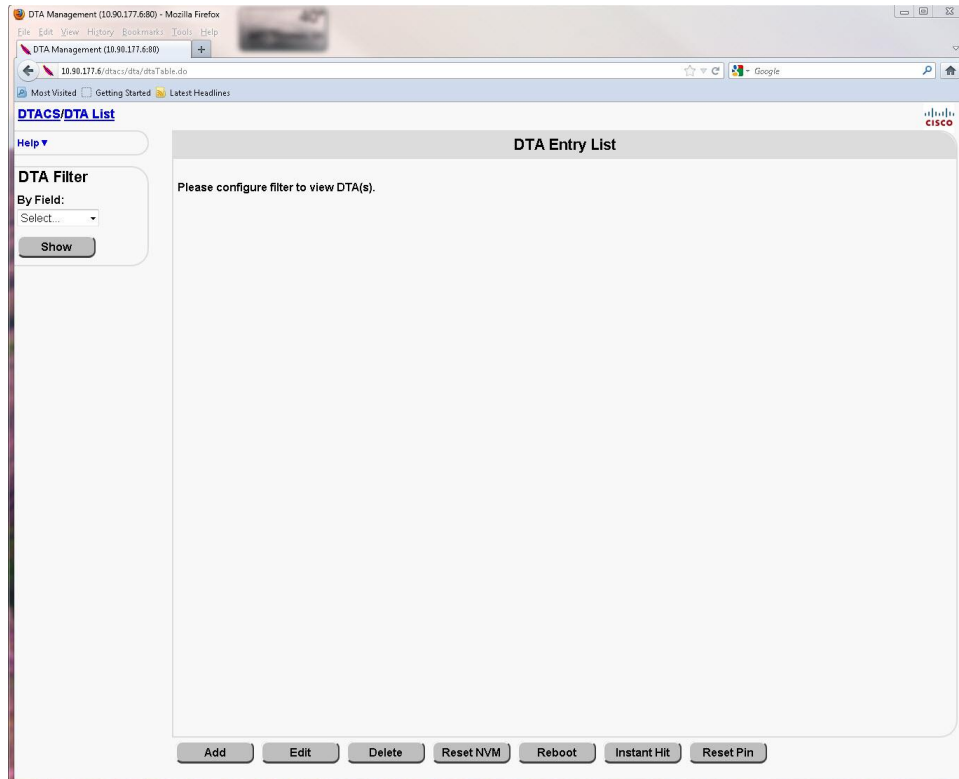 DTA Management (10.90.177.6:80) - Mozilla Firefox
40°
File Edit View History Bookmarks Tools Help
DTA Management (10.90.177.6:80) +
10.90.177.6/dtacs/dta/dtaTable.do
Google
Most Visited Getting Started Latest Headlines
DTACS/DTA List
CISCO
Help
DTA Entry List
DTA Filter
By Field:
Select...
Show
Please configure filter to view DTA(s).
Add Edit Delete Reset NVM Reboot Instant Hit Reset Pin